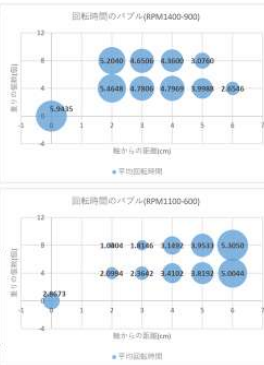 回転時間のバブル(RPM1400-900)
重りの個数(個)
12
8
4
0
-4
5.2040 4.6506 4.3600 3.0760
5.4648 4.7806 4.7969 3.9988 2.6546
5.9435
-1 0 1 2 3 4 5 6 7
軸からの距離(cm)
平均回転時間
回転時間のバブル(RPM1100-600)
重りの個数(個)
12
8
4
0
-4
1.0404 1.8146 3.1492 3.9533 5.3050
2.0994 2.3642 3.4102 3.8192 5.0044
2.8673
-1 0 1 2 3 4 5 6 7
軸からの距離(cm)
平均回転時間